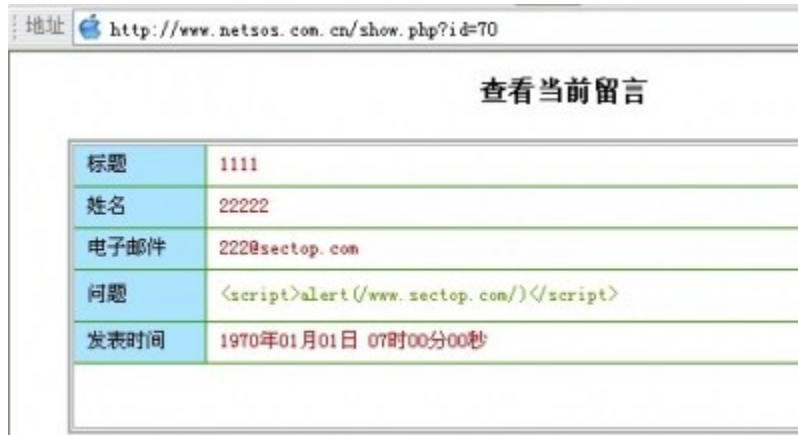 地址 http://www.netsos.com.cn/show.php?id=70
查看当前留言
标题 1111
姓名 22222
电子邮件 222@sectop.com
问题 <script>alert(/www.sectop.com/)</script>
发表时间 1970年01月01日 07时00分00秒